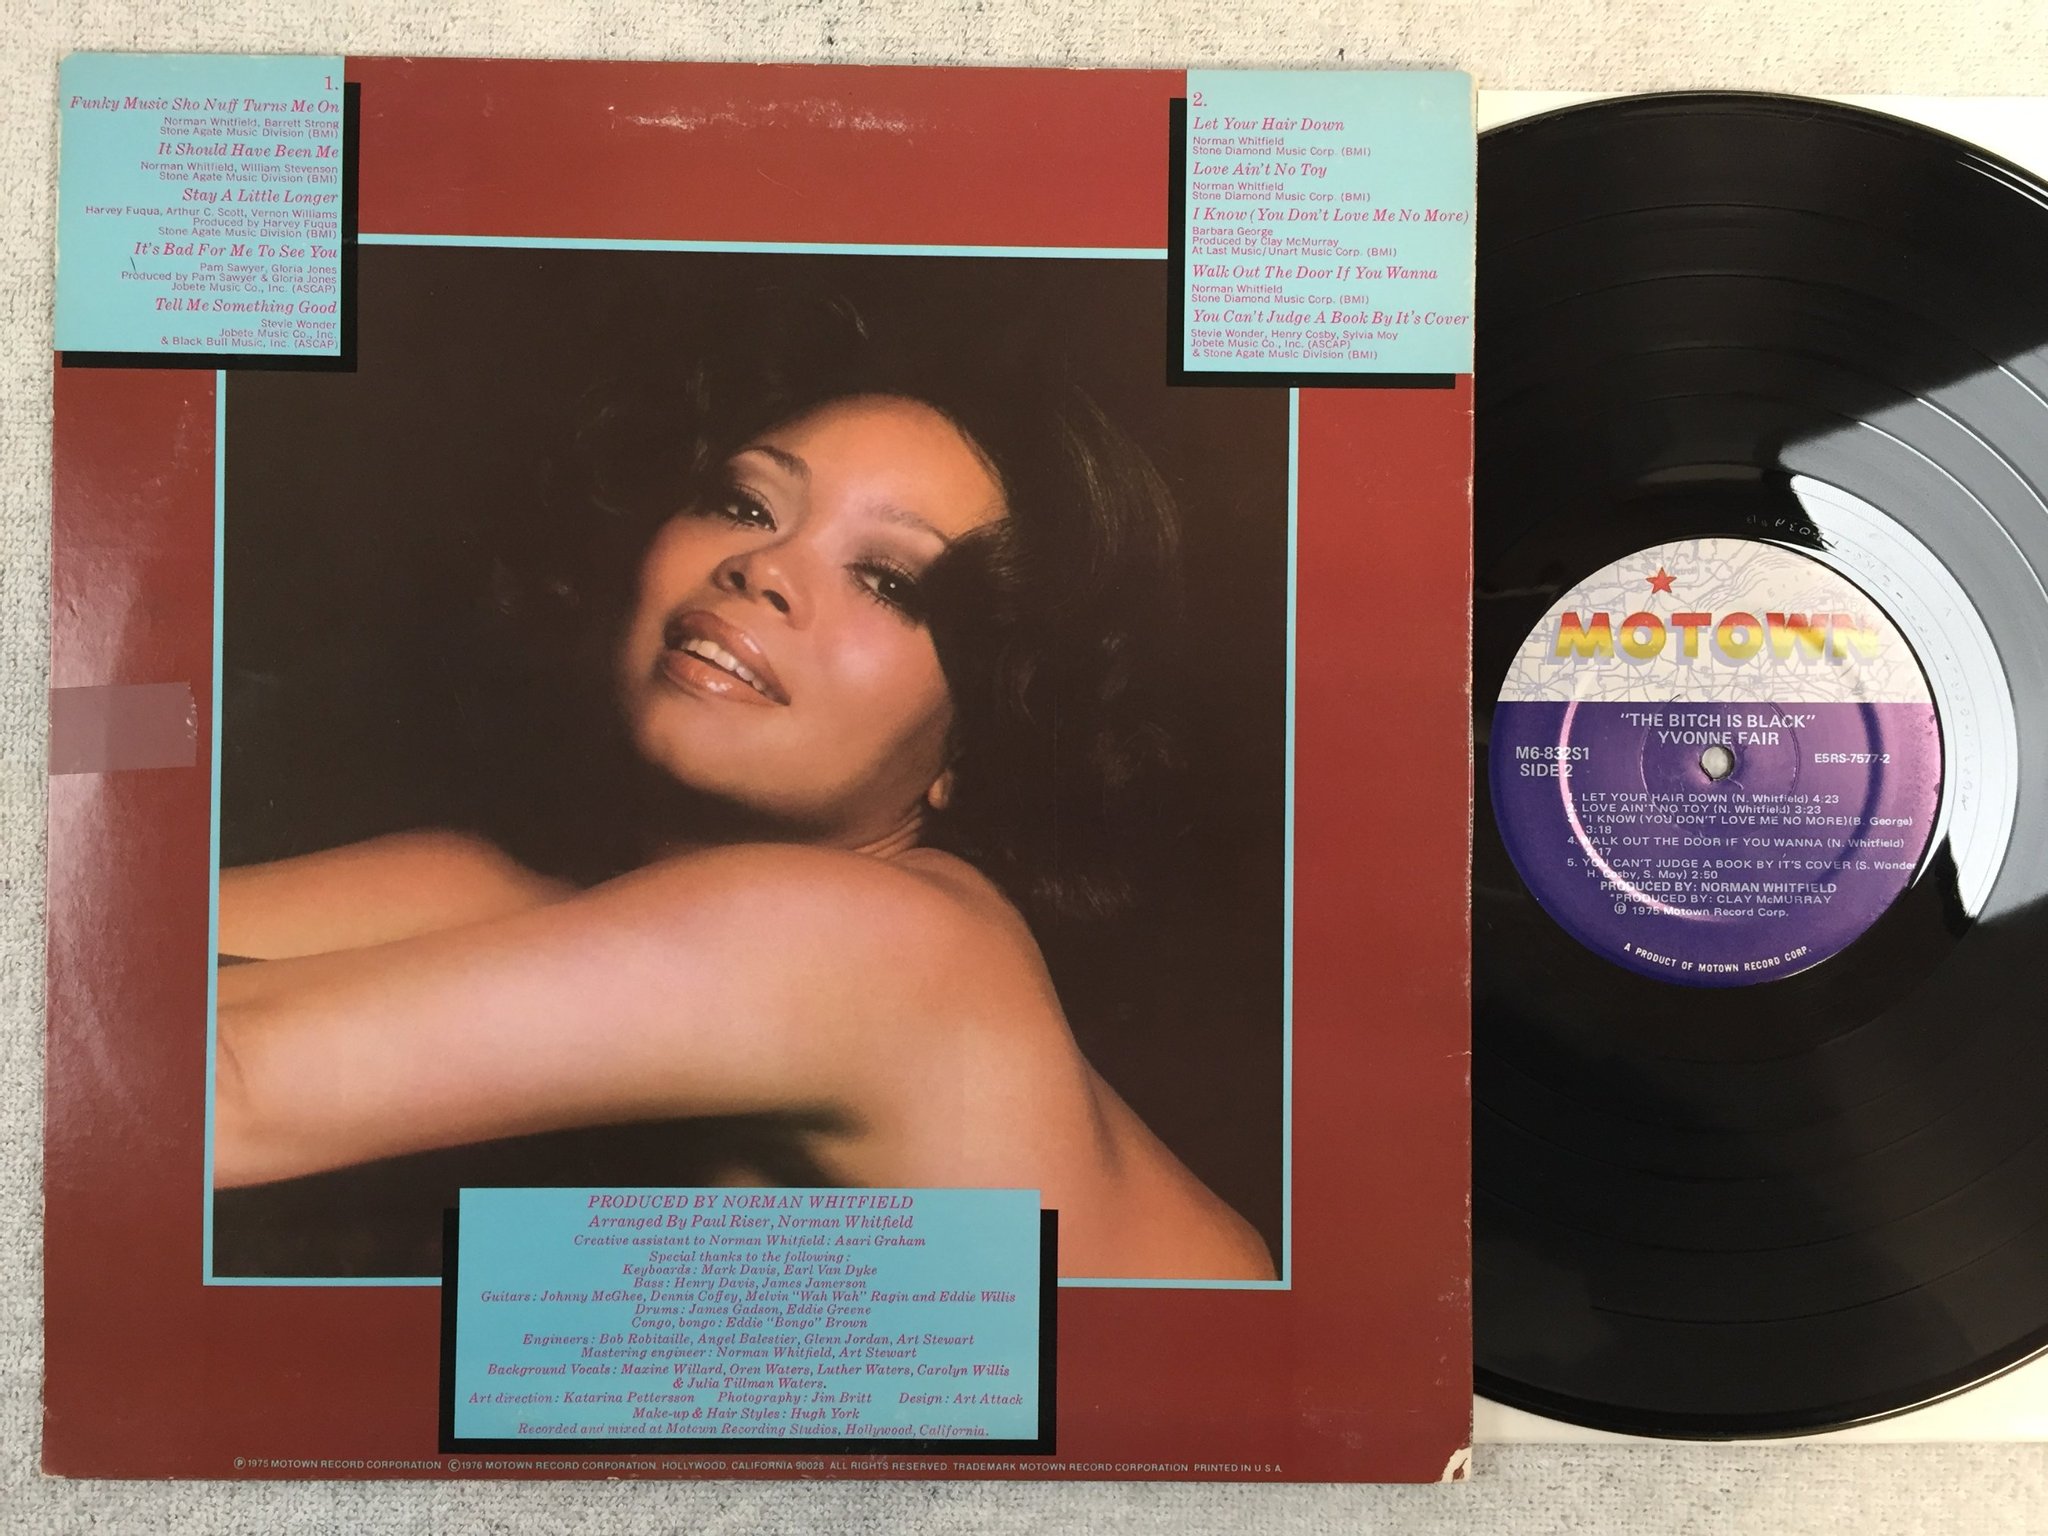 1.
Funky Music Sho Nuff Turns Me On
Norman Whitfield, Barrett Strong
Stone Agate Music Division (BMI)
It Should Have Been Me
Norman Whitfield, William Stevenson
Stone Agate Music Division (BMI)
Stay A Little Longer
Harvey Fuqua, Arthur C. Scott, Vernon Williams
Produced by Harvey Fuqua
Stone Agate Music Division (BMI)
It's Bad For Me To See You
Pam Sawyer, Gloria Jones
Produced by Pam Sawyer & Gloria Jones
Jobete Music Co., Inc. (ASCAP)
Tell Me Something Good
Stevie Wonder
Jobete Music Co., Inc.
& Black Bull Music, Inc. (ASCAP)
2.
Let Your Hair Down
Norman Whitfield
Stone Diamond Music Corp. (BMI)
Love Ain't No Toy
Norman Whitfield
Stone Diamond Music Corp. (BMI)
I Know (You Don't Love Me No More)
Barbara George
Produced by Clay McMurray
At Last Music/Unart Music Corp. (BMI)
Walk Out The Door If You Wanna
Norman Whitfield
Stone Diamond Music Corp. (BMI)
You Can't Judge A Book By It's Cover
Stevie Wonder, Henry Cosby, Sylvia Moy
Jobete Music Co., Inc. (ASCAP)
& Stone Agate Music Division (BMI)
PRODUCED BY NORMAN WHITFIELD
Arranged By Paul Riser, Norman Whitfield
Creative assistant to Norman Whitfield: Asari Graham
Special thanks to the following:
Keyboards: Mark Davis, Earl Van Dyke
Bass: Henry Davis, James Jamerson
Guitars: Johnny McGhee, Dennis Coffey, Melvin "Wah Wah" Ragin and Eddie Willis
Drums: James Gadson, Eddie Greene
Congo, bongo: Eddie "Bongo" Brown
Engineers: Bob Robitaille, Angel Balestier, Glenn Jordan, Art Stewart
Mastering engineer: Norman Whitfield, Art Stewart
Background Vocals: Maxine Willard, Oren Waters, Luther Waters, Carolyn Willis
& Julia Tillman Waters.
Art direction: Katarina Pettersson Photography: Jim Britt Design: Art Attack
Make-up & Hair Styles: Hugh York
Recorded and mixed at Motown Recording Studios, Hollywood, California.
Ⓟ 1975 MOTOWN RECORD CORPORATION © 1976 MOTOWN RECORD CORPORATION. HOLLYWOOD, CALIFORNIA 90028. ALL RIGHTS RESERVED. TRADEMARK MOTOWN RECORD CORPORATION. PRINTED IN U.S.A.
Detroit
MOTOWN
"THE BITCH IS BLACK"
YVONNE FAIR
M6-832S1
SIDE 2
ESRS-7577-2
1. LET YOUR HAIR DOWN (N. Whitfield) 4:23
2. LOVE AIN'T NO TOY (N. Whitfield) 3:23
3. *I KNOW (YOU DON'T LOVE ME NO MORE) (B. George)
3:18
4. WALK OUT THE DOOR IF YOU WANNA (N. Whitfield)
2:17
5. YOU CAN'T JUDGE A BOOK BY IT'S COVER (S. Wonder
H. Cosby, S. Moy) 2:50
PRODUCED BY: NORMAN WHITFIELD
*PRODUCED BY: CLAY McMURRAY
Ⓟ 1975 Motown Record Corp.
A PRODUCT OF MOTOWN RECORD CORP.